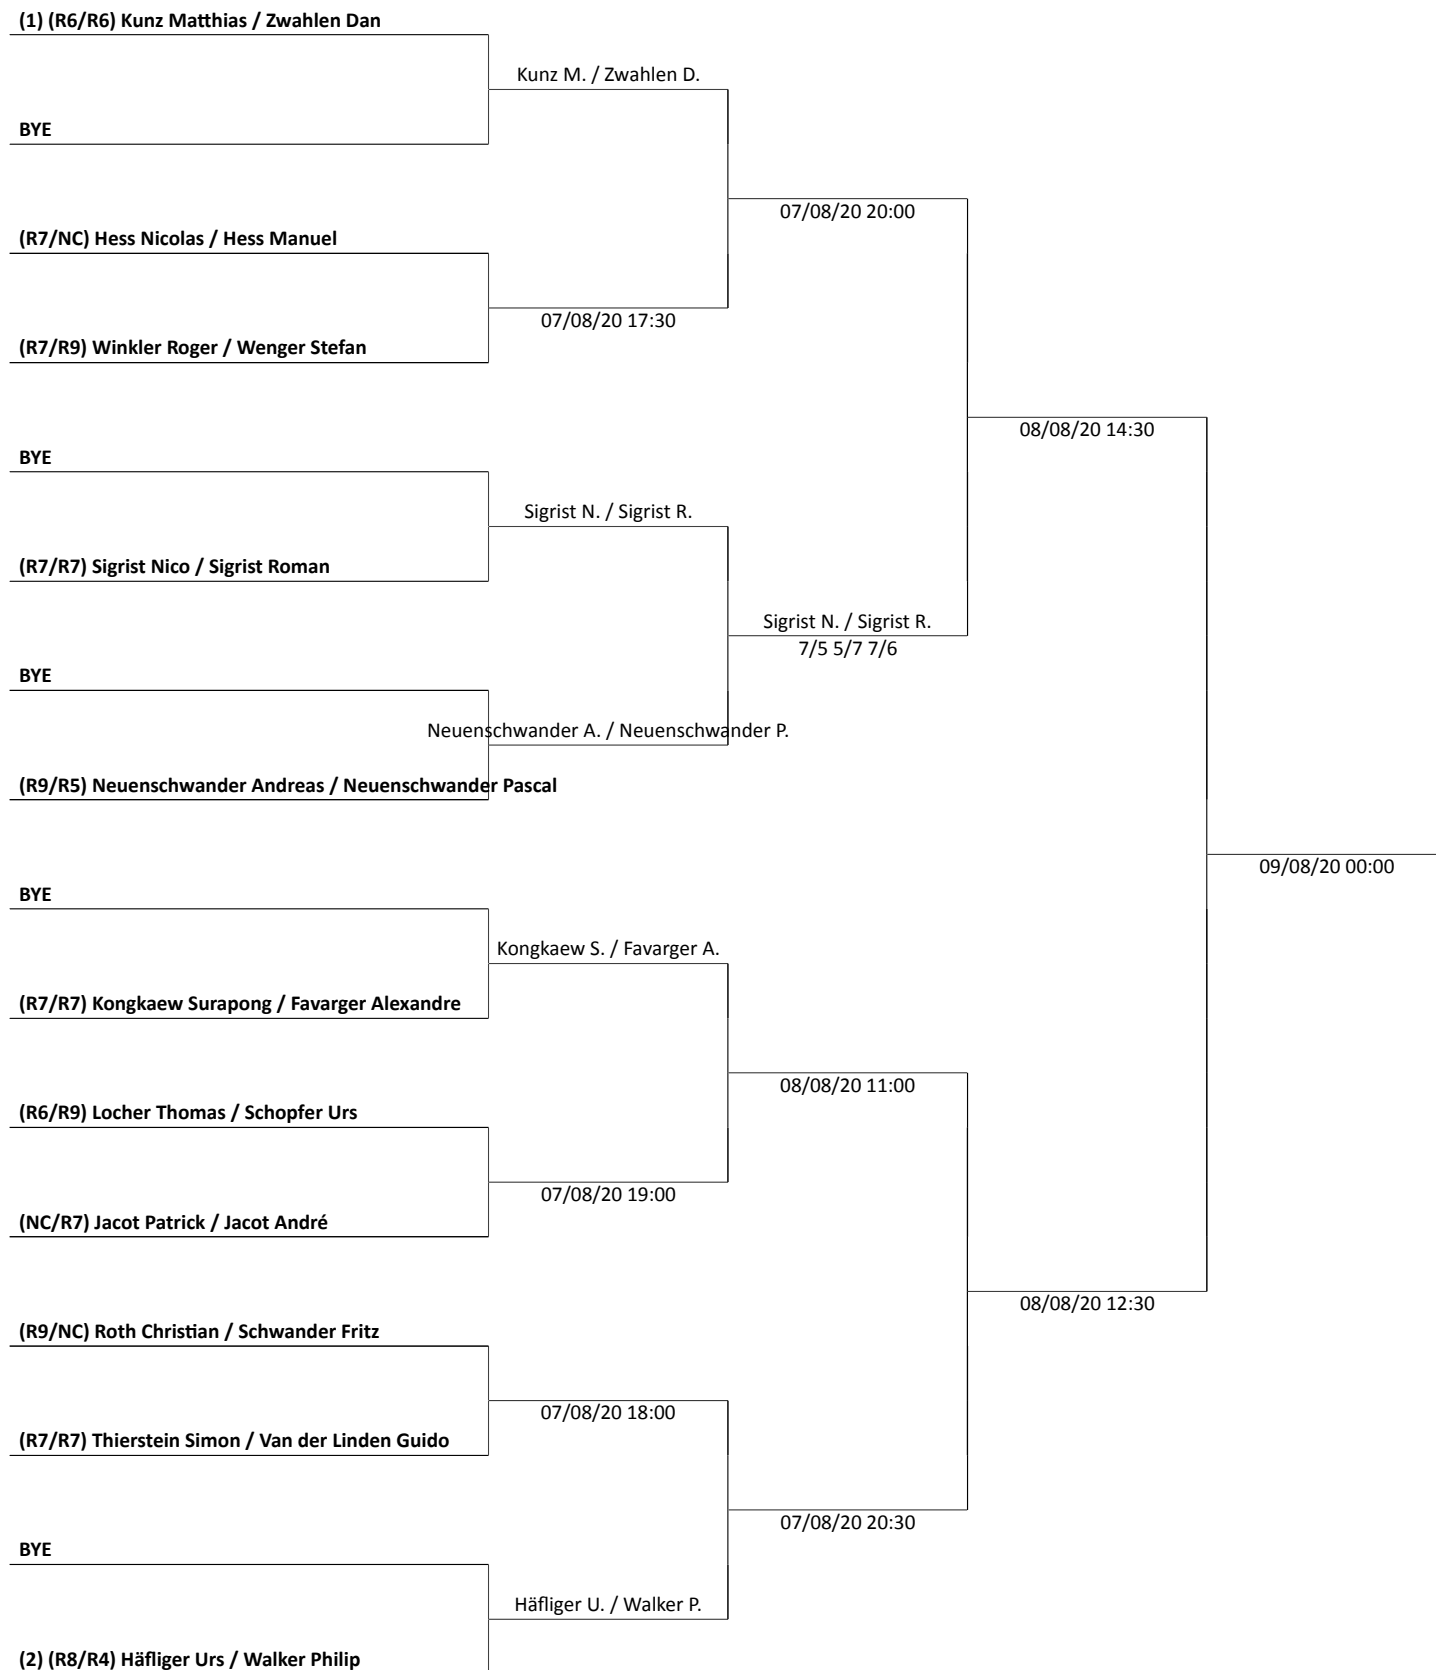 (1) (R6/R6) Kunz Matthias / Zwahlen Dan
Kunz M. / Zwahlen D.
BYE
07/08/20 20:00
(R7/NC) Hess Nicolas / Hess Manuel
07/08/20 17:30
(R7/R9) Winkler Roger / Wenger Stefan
08/08/20 14:30
BYE
Sigrist N. / Sigrist R.
(R7/R7) Sigrist Nico / Sigrist Roman
Sigrist N. / Sigrist R.
7/5 5/7 7/6
BYE
Neuenschwander A. / Neuenschwander P.
(R9/R5) Neuenschwander Andreas / Neuenschwander Pascal
09/08/20 00:00
BYE
Kongkaew S. / Favarger A.
(R7/R7) Kongkaew Surapong / Favarger Alexandre
08/08/20 11:00
(R6/R9) Locher Thomas / Schopfer Urs
07/08/20 19:00
(NC/R7) Jacot Patrick / Jacot André
08/08/20 12:30
(R9/NC) Roth Christian / Schwander Fritz
07/08/20 18:00
(R7/R7) Thierstein Simon / Van der Linden Guido
07/08/20 20:30
BYE
Häfliger U. / Walker P.
(2) (R8/R4) Häfliger Urs / Walker Philip